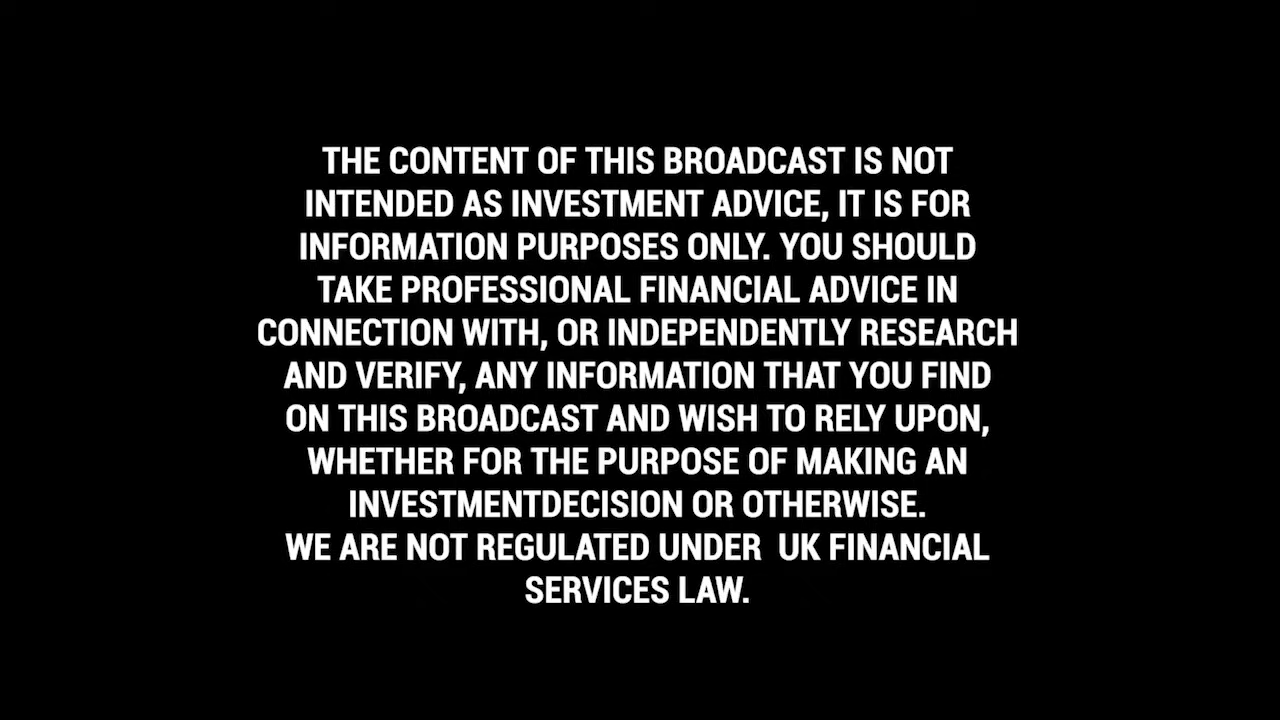 THE CONTENT OF THIS BROADCAST IS NOT
INTENDED AS INVESTMENT ADVICE, IT IS FOR
INFORMATION PURPOSES ONLY. YOU SHOULD
TAKE PROFESSIONAL FINANCIAL ADVICE IN
CONNECTION WITH, OR INDEPENDENTLY RESEARCH
AND VERIFY, ANY INFORMATION THAT YOU FIND
ON THIS BROADCAST AND WISH TO RELY UPON,
WHETHER FOR THE PURPOSE OF MAKING AN
INVESTMENTDECISION OR OTHERWISE.
WE ARE NOT REGULATED UNDER  UK FINANCIAL
SERVICES LAW.